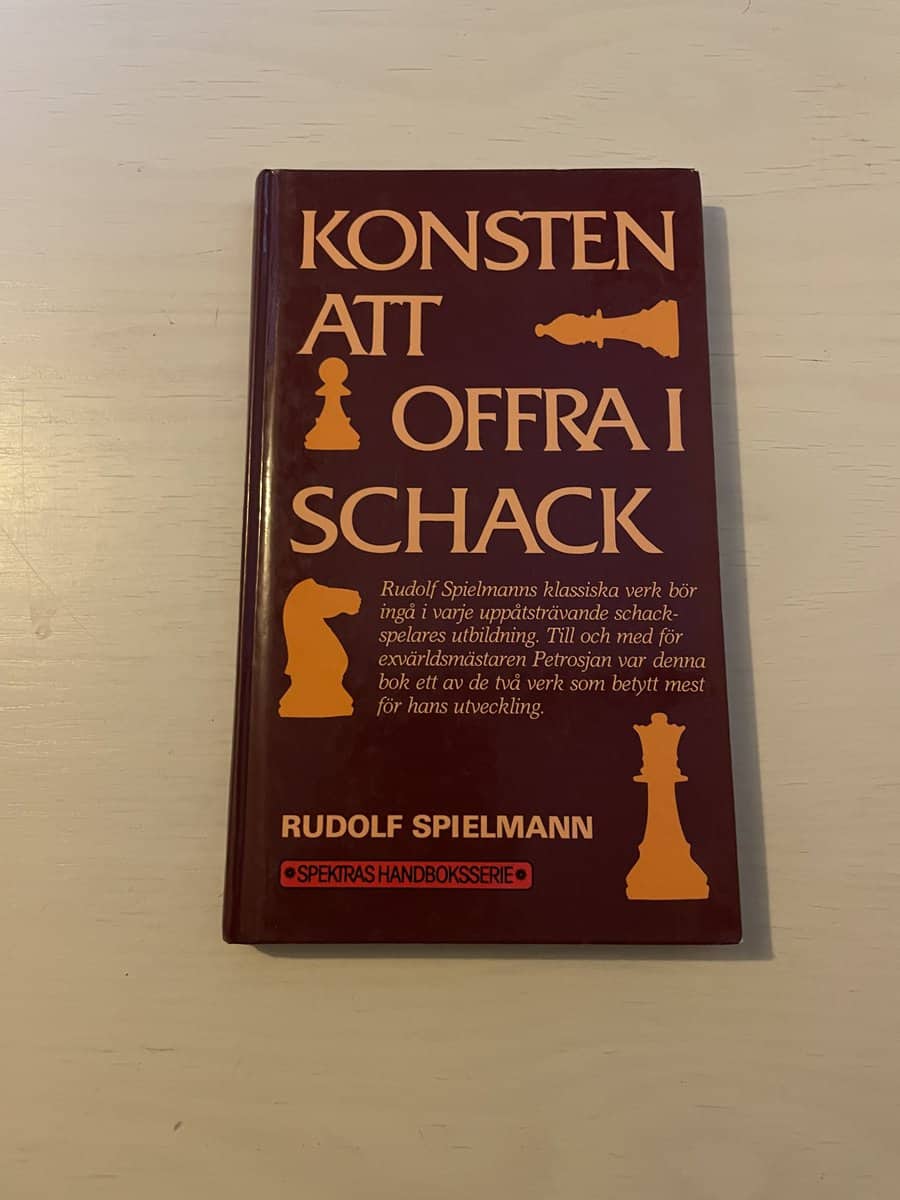 KONSTEN
ATT
OFFRA I
SCHACK
Rudolf Spielmanns klassiska verk bör
ingå i varje uppåtsträvande schack-
spelares utbildning. Till och med för
exvärldsmästaren Petrosjan var denna
bok ett av de två verk som betytt mest
för hans utveckling.
RUDOLF SPIELMANN
SPEKTRAS HANDBOKSSERIE